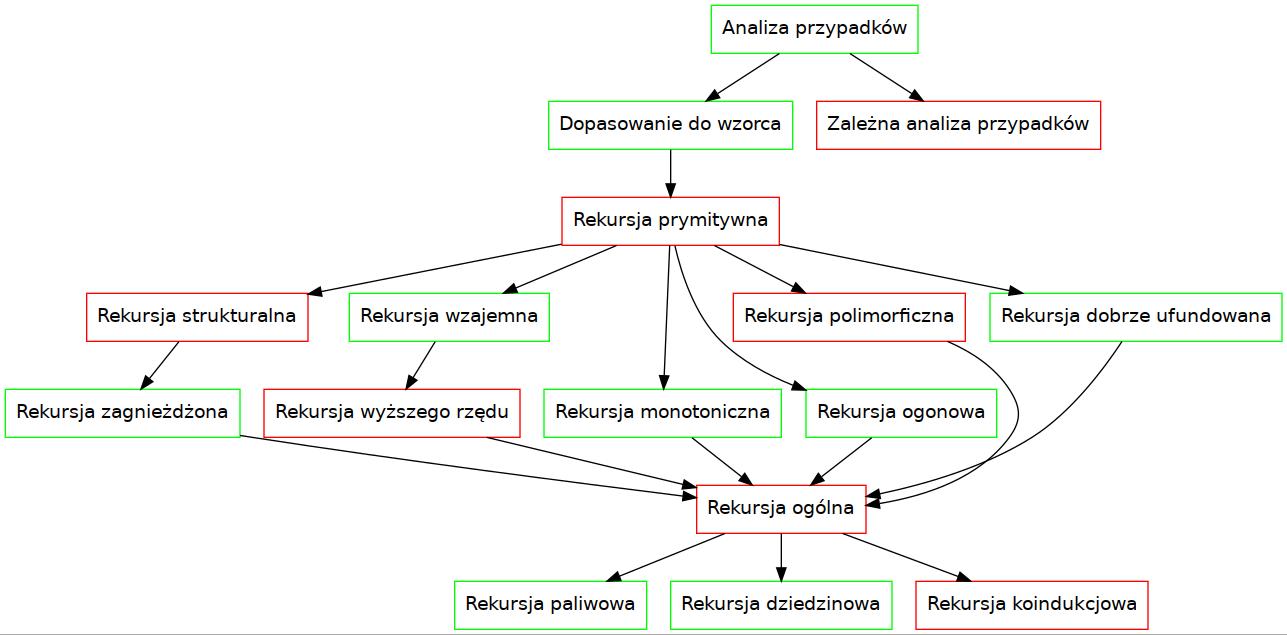 Analiza przypadków
Dopasowanie do wzorca
Zależna analiza przypadków
Rekursja prymitywna
Rekursja strukturalna
Rekursja wzajemna
Rekursja polimorficzna
Rekursja dobrze ufundowana
Rekursja zagnieżdżona
Rekursja wyższego rzędu
Rekursja monotoniczna
Rekursja ogonowa
Rekursja ogólna
Rekursja paliwowa
Rekursja dziedzinowa
Rekursja koindukcjowa